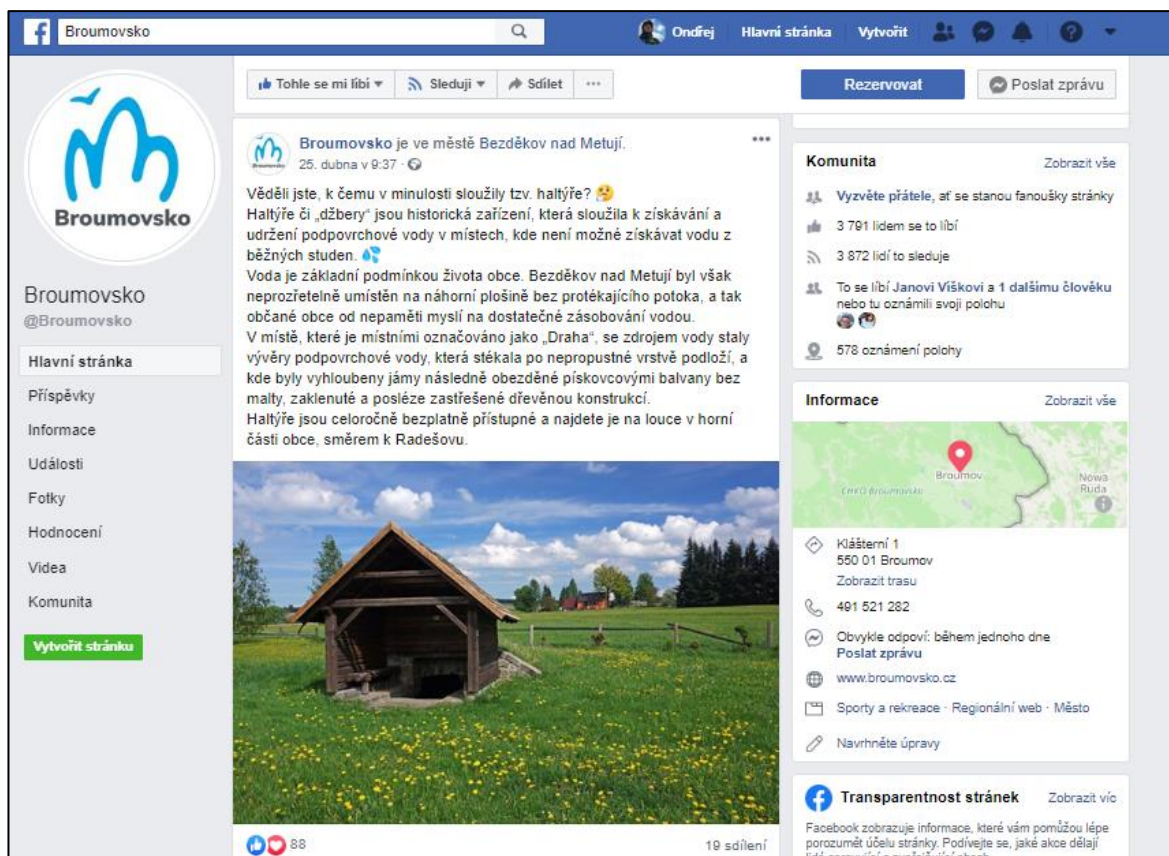 Broumovsko
Ondřej
Hlavní stránka
Vytvořit
Broumovsko
Broumovsko
@Broumovsko
Hlavní stránka
Příspěvky
Informace
Události
Fotky
Hodnocení
Videa
Komunita
Vytvořit stránku
Tohle se mi líbí
Sleduji
Sdílet
Rezervovat
Poslat zprávu
Broumovsko je ve městě Bezděkov nad Metují.
25. dubna v 9:37 ·
Věděli jste, k čemu v minulosti sloužily tzv. haltýře? 🤔
Haltýře či „džbery“ jsou historická zařízení, která sloužila k získávání a
udržení podpovrchové vody v místech, kde není možné získávat vodu z
běžných studen. 💦
Voda je základní podmínkou života obce. Bezděkov nad Metují byl však
neprozřetelně umístěn na náhorní plošině bez protékajícího potoka, a tak
občané obce od nepaměti myslí na dostatečné zásobování vodou.
V místě, které je místními označováno jako „Draha“, se zdrojem vody staly
vývěry podpovrchové vody, která stékala po nepropustné vrstvě podloží, a
kde byly vyhloubeny jámy následně obezděné pískovcovými balvany bez
malty, zaklenuté a posléze zastřešené dřevěnou konstrukcí.
Haltýře jsou celoročně bezplatně přístupné a najdete je na louce v horní
části obce, směrem k Radešovu.
88
19 sdílení
Komunita
Zobrazit vše
Vyzvěte přátele, ať se stanou fanoušky stránky
3 791 lidem se to líbí
3 872 lidí to sleduje
To se líbí Janovi Víškovi a 1 dalšímu člověku
nebo tu oznámili svoji polohu
578 oznámení polohy
Informace
Zobrazit vše
Broumov
CHKO Broumovsko
Nowa
Ruda
Klášterní 1
550 01 Broumov
Zobrazit trasu
491 521 282
Obvykle odpoví: během jednoho dne
Poslat zprávu
www.broumovsko.cz
Sporty a rekreace · Regionální web · Město
Navrhněte úpravy
Transparentnost stránek
Zobrazit víc
Facebook zobrazuje informace, které vám pomůžou lépe
porozumět účelu stránky. Podívejte se, jaké akce dělají